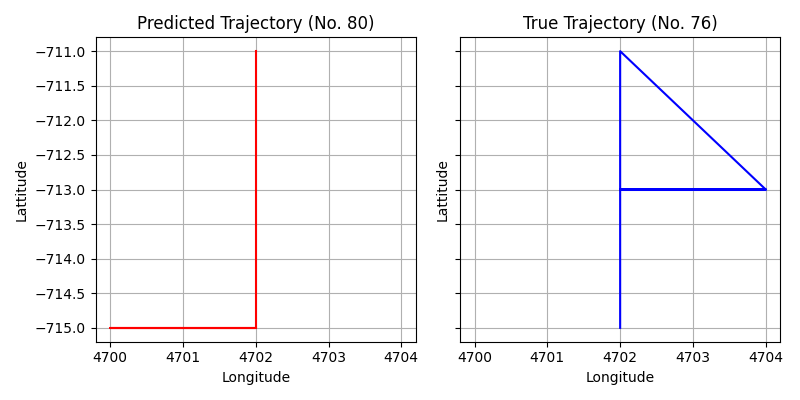 Predicted Trajectory (No. 80)
Lattitude
−711.0
−711.5
−712.0
−712.5
−713.0
−713.5
−714.0
−714.5
−715.0
4700 4701 4702 4703 4704
Longitude
True Trajectory (No. 76)
Lattitude
4700 4701 4702 4703 4704
Longitude